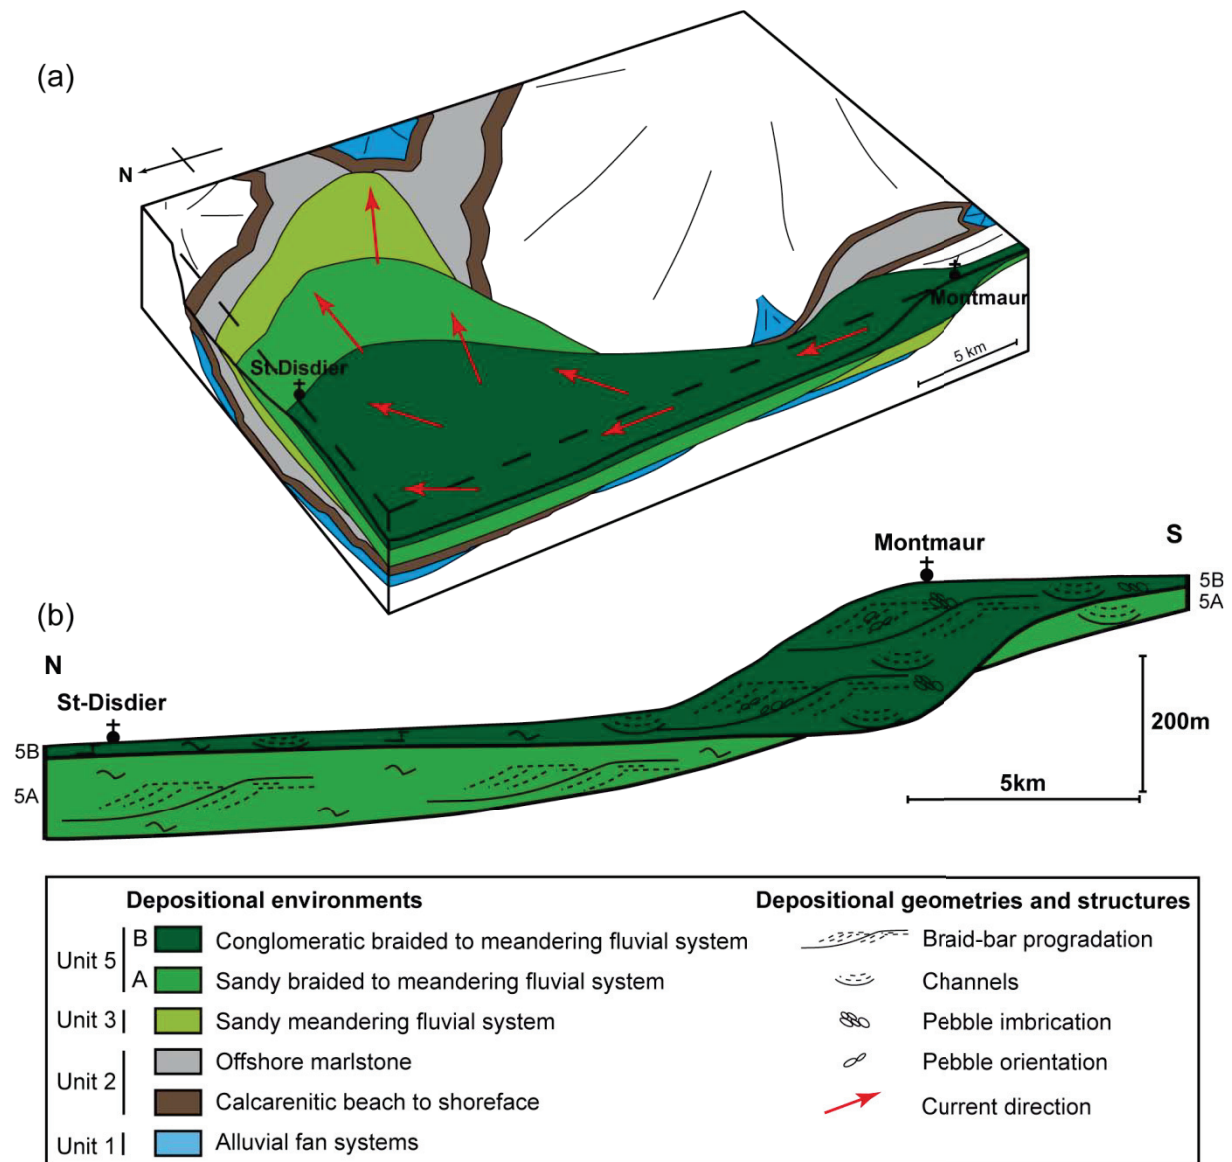 (a)
N
St-Disdier
Montmaur
5 km
(b)
N
S
St-Disdier
Montmaur
5B
5A
5B
5A
200m
5km
Depositional environments
Unit 5
B
Conglomeratic braided to meandering fluvial system
A
Sandy braided to meandering fluvial system
Unit 3
Sandy meandering fluvial system
Unit 2
Offshore marlstone
Calcarenitic beach to shoreface
Unit 1
Alluvial fan systems
Depositional geometries and structures
Braid-bar progradation
Channels
Pebble imbrication
Pebble orientation
Current direction